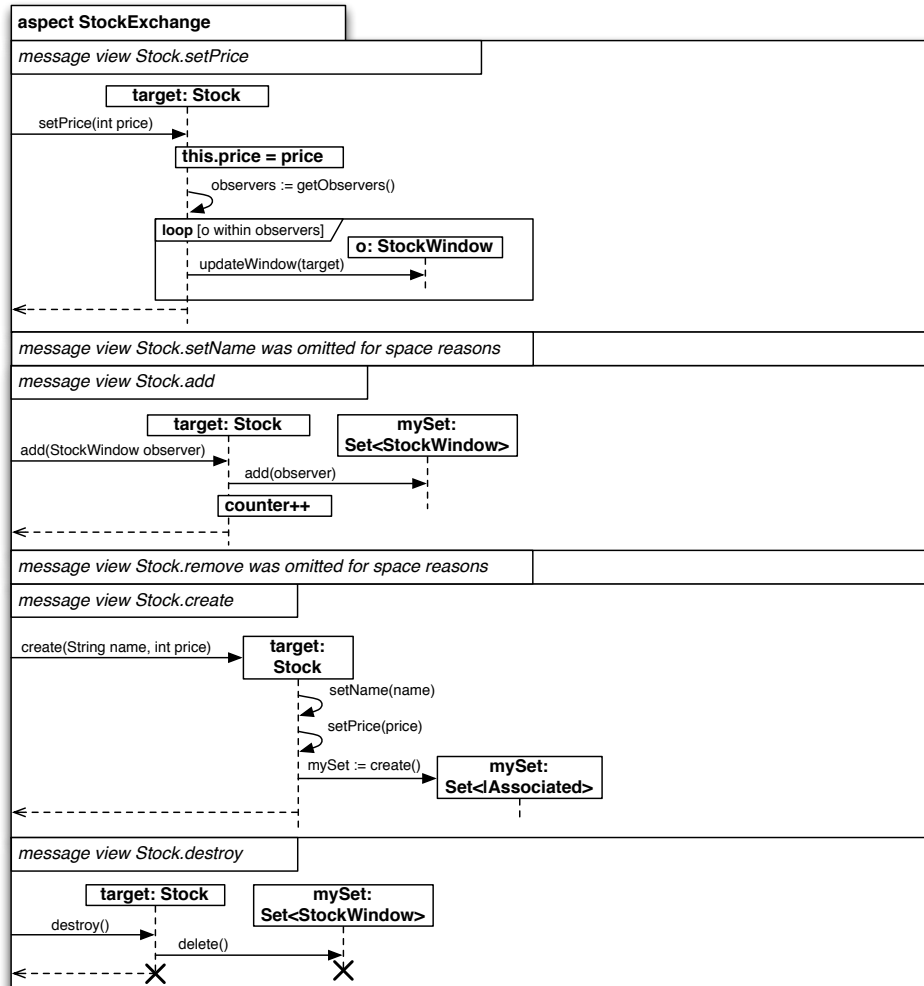 aspect StockExchange
message view Stock.setPrice
target: Stock
setPrice(int price)
this.price = price
observers := getObservers()
loop [o within observers]
o: StockWindow
updateWindow(target)
message view Stock.setName was omitted for space reasons
message view Stock.add
target: Stock
mySet:
Set<StockWindow>
add(StockWindow observer)
add(observer)
counter++
message view Stock.remove was omitted for space reasons
message view Stock.create
create(String name, int price)
target:
Stock
setName(name)
setPrice(price)
mySet := create()
mySet:
Set<|Associated>
message view Stock.destroy
target: Stock
mySet:
Set<StockWindow>
destroy()
delete()